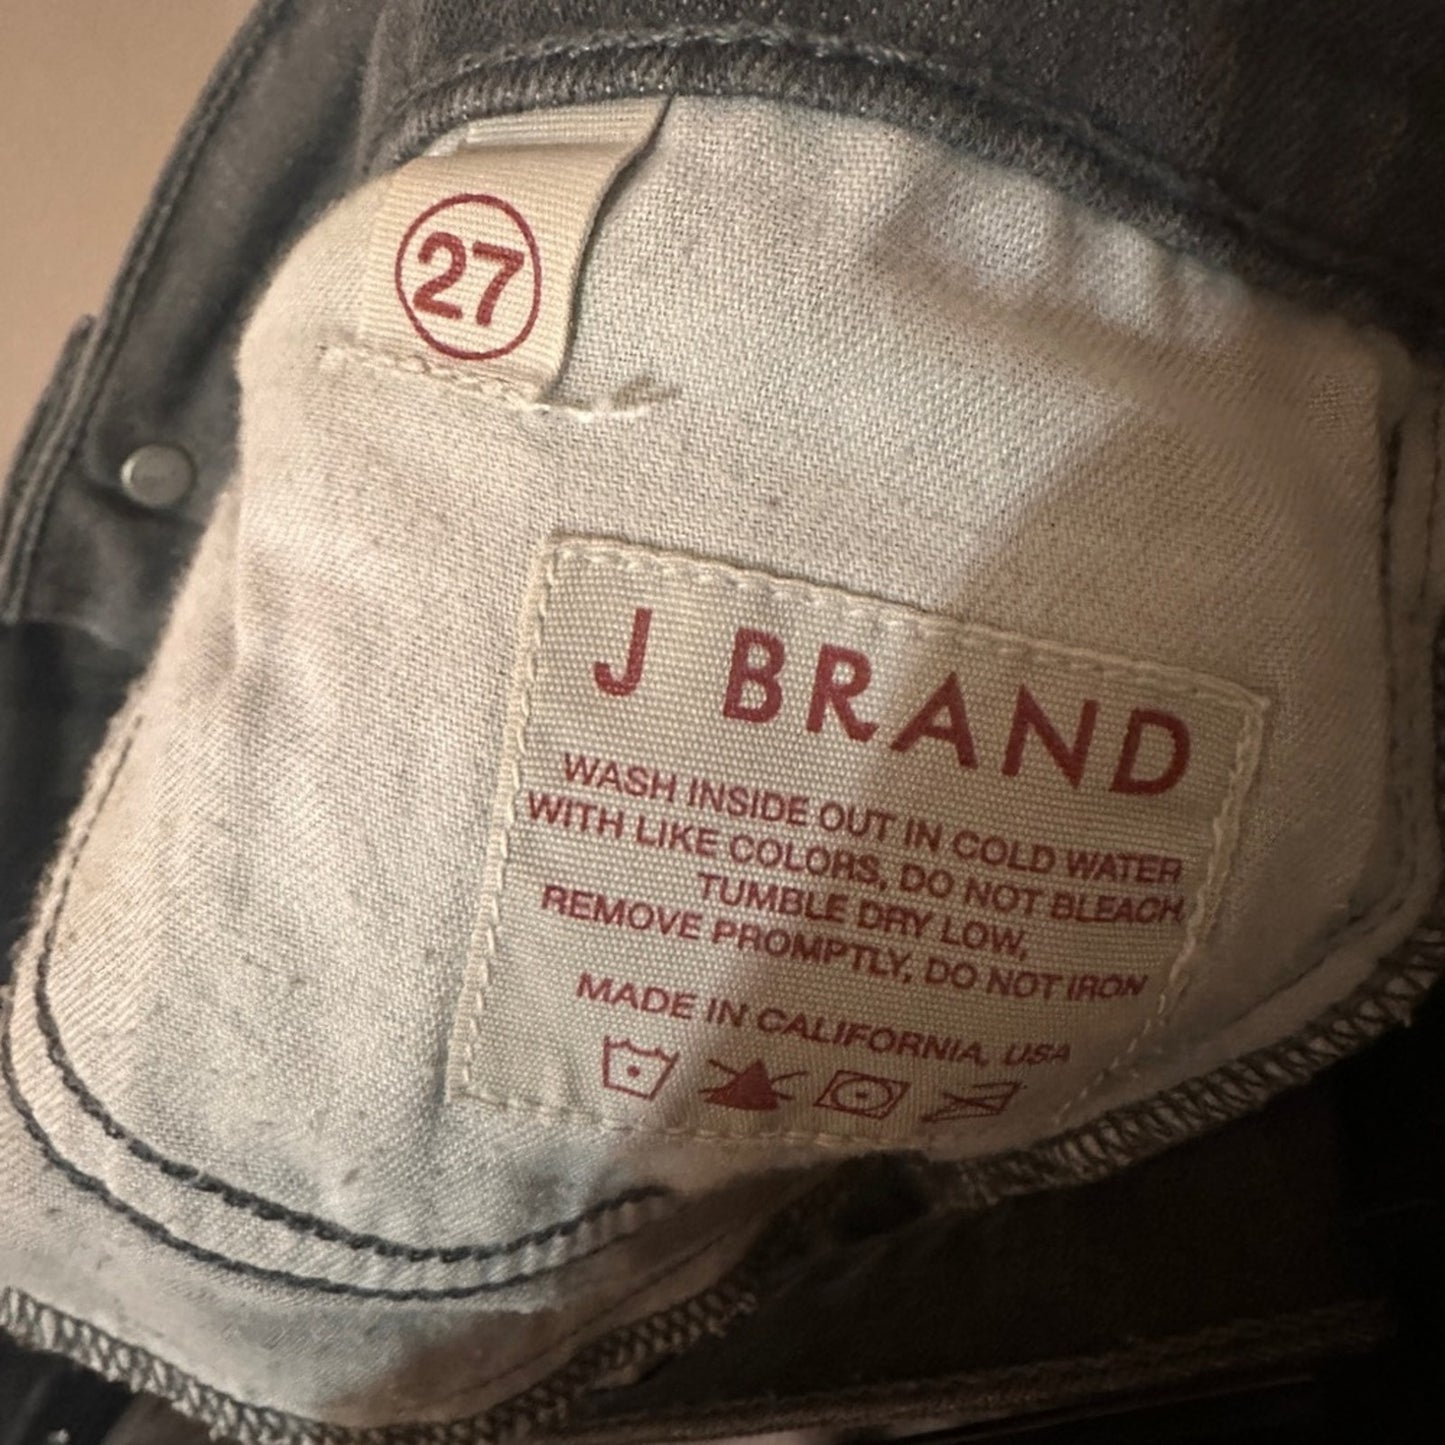 27
J BRAND
WASH INSIDE OUT IN COLD WATER
WITH LIKE COLORS, DO NOT BLEACH,
TUMBLE DRY LOW,
REMOVE PROMPTLY, DO NOT IRON
MADE IN CALIFORNIA, USA